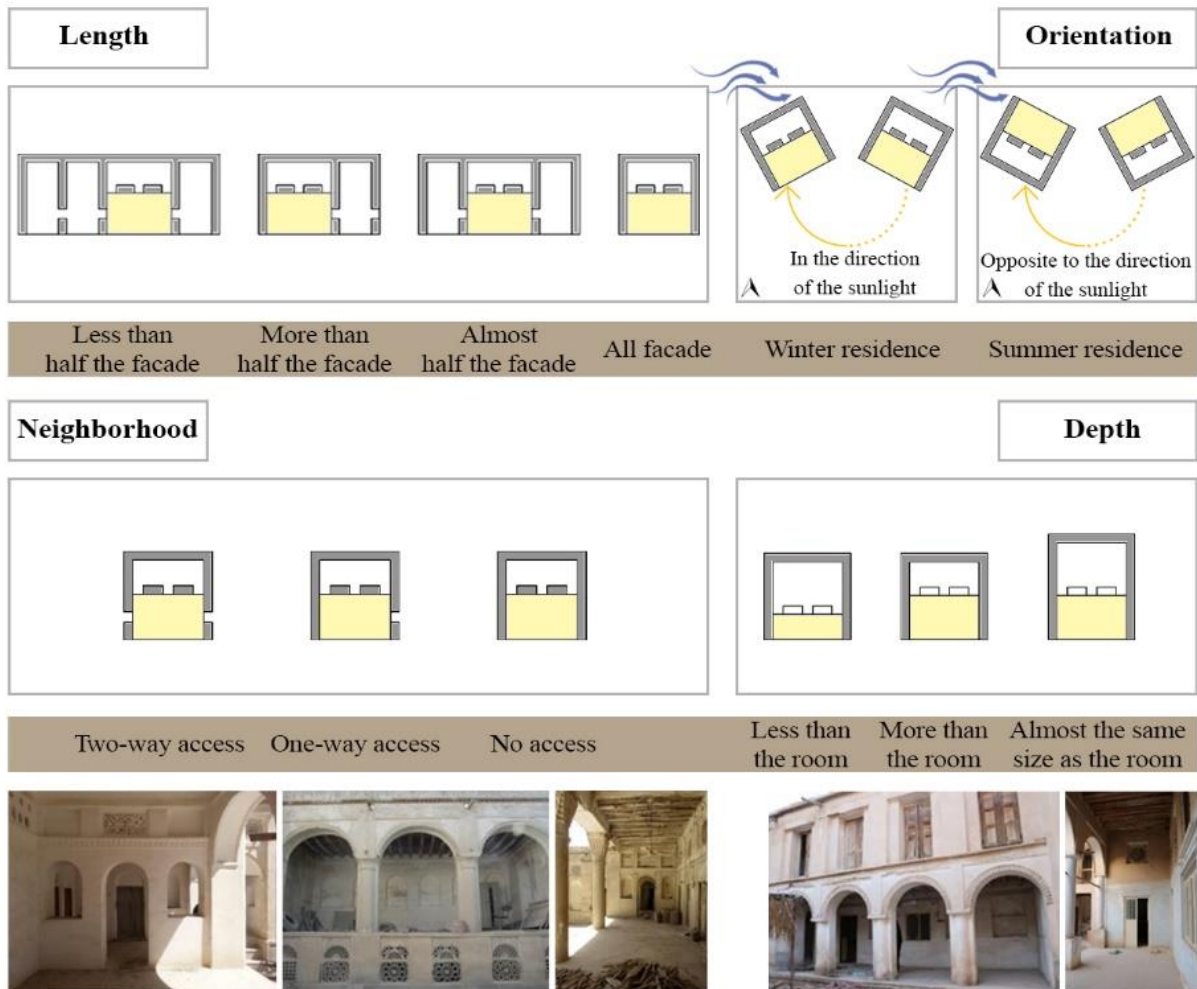 Length
Orientation
In the direction
of the sunlight
Opposite to the direction
of the sunlight
Less than
half the facade
More than
half the facade
Almost
half the facade
All facade
Winter residence
Summer residence
Neighborhood
Depth
Two-way access
One-way access
No access
Less than
the room
More than
the room
Almost the same
size as the room